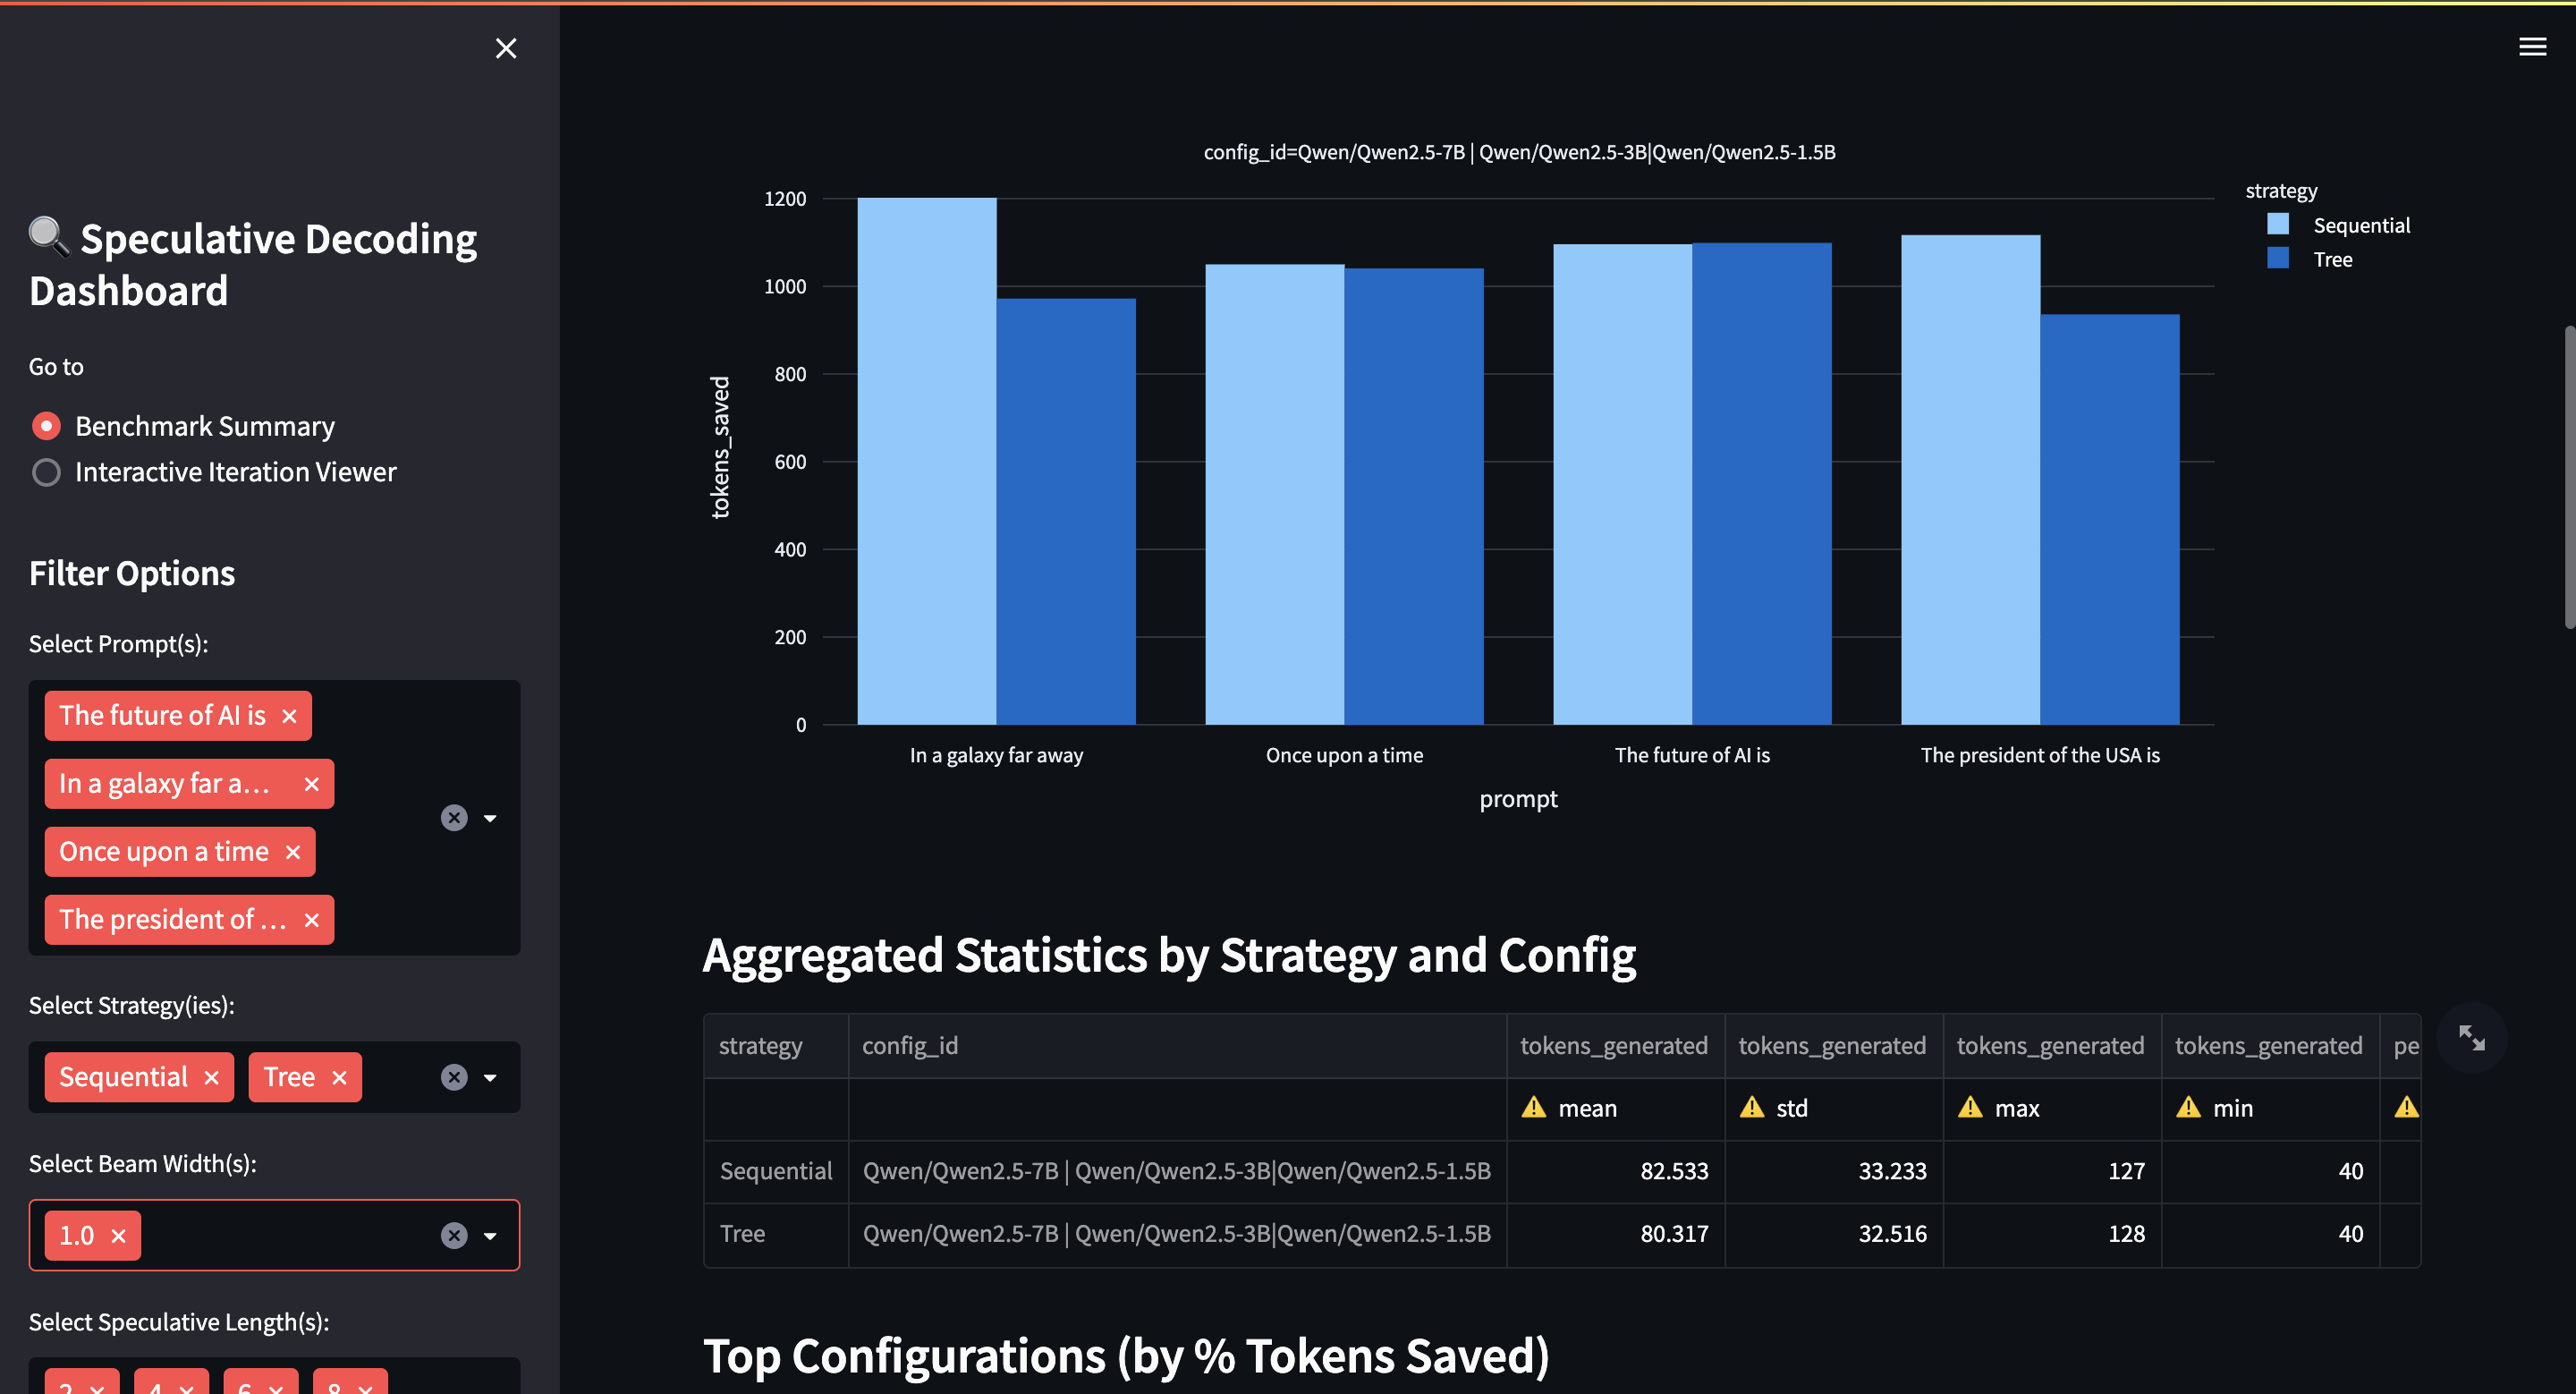 🔍 Speculative Decoding
Dashboard
Go to
Benchmark Summary
Interactive Iteration Viewer
Filter Options
Select Prompt(s):
The future of AI is
In a galaxy far a…
Once upon a time
The president of …
Select Strategy(ies):
Sequential Tree
Select Beam Width(s):
1.0
Select Speculative Length(s):
2 4 6 8
config_id=Qwen/Qwen2.5-7B | Qwen/Qwen2.5-3B|Qwen/Qwen2.5-1.5B
strategy
Sequential
Tree
tokens_saved
1200
1000
800
600
400
200
0
In a galaxy far away Once upon a time The future of AI is The president of the USA is
prompt
Aggregated Statistics by Strategy and Config
strategy config_id tokens_generated tokens_generated tokens_generated tokens_generated pe
⚠️ mean ⚠️ std ⚠️ max ⚠️ min ⚠️
Sequential Qwen/Qwen2.5-7B | Qwen/Qwen2.5-3B|Qwen/Qwen2.5-1.5B 82.533 33.233 127 40
Tree Qwen/Qwen2.5-7B | Qwen/Qwen2.5-3B|Qwen/Qwen2.5-1.5B 80.317 32.516 128 40
Top Configurations (by % Tokens Saved)